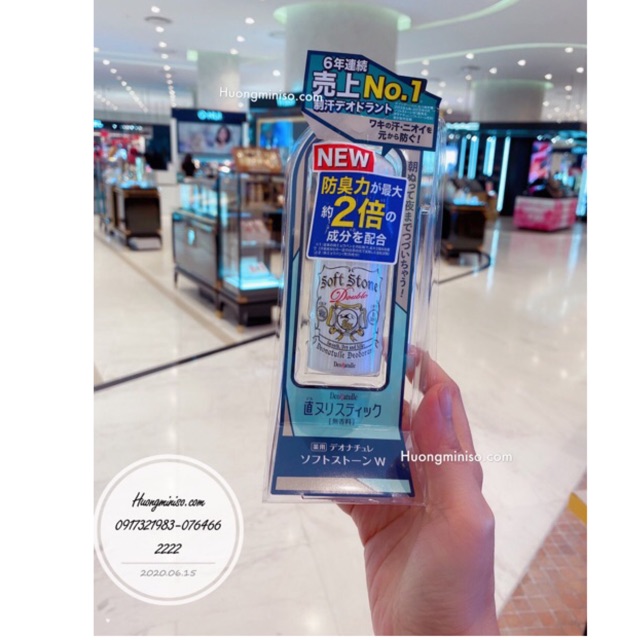 Huongminiso.com
6年連続
売上No.1
制汗デオドラント
ワキの汗・ニオイを
元から防ぐ!
NEW
防臭力が最大
約2倍の
成分を配合
朝ぬって夜までつづいちゃう!
Soft Stone
Double
Deonatulle Deodorant
Deonatulle
Deonatulle
直ヌリスティック
[無香料]
薬用 デオナチュレ
ソフトストーンW
Huongminiso.com
Huongminiso.com
0917321983-076466
2222
2020.06.15